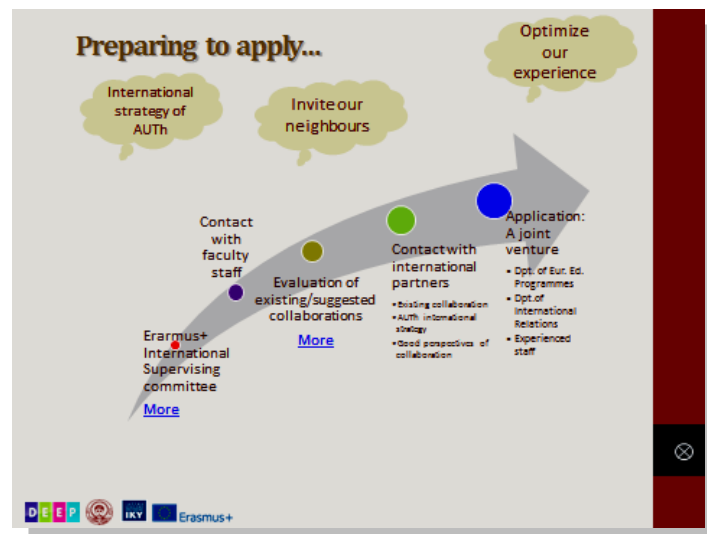 Preparing to apply...
Optimize
our
experience
International
strategy of
AUTh
Invite our
neighbours
Contact
with
faculty
staff
Application:
A joint
venture
▪ Dpt. of Eur. Ed.
Programmes
▪ Dpt.of
International
Relations
▪ Experienced
staff
Contact with
international
partners
▪Existing collaboration
▪AUTh international
strategy
▪Good perspectives of
collaboration
Evaluation of
existing/suggested
collaborations
More
Erarmus+
International
Supervising
committee
More
DEEP
IKY
Erasmus+